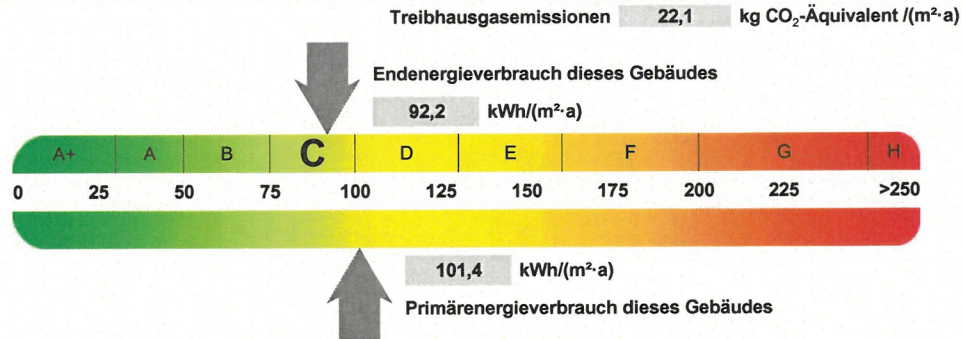 Treibhausgasemissionen 22,1 kg CO₂-Äquivalent /(m²·a)
Endenergieverbrauch dieses Gebäudes
92,2 kWh/(m²·a)
A+ A B C D E F G H
0 25 50 75 100 125 150 175 200 225 >250
101,4 kWh/(m²·a)
Primärenergieverbrauch dieses Gebäudes